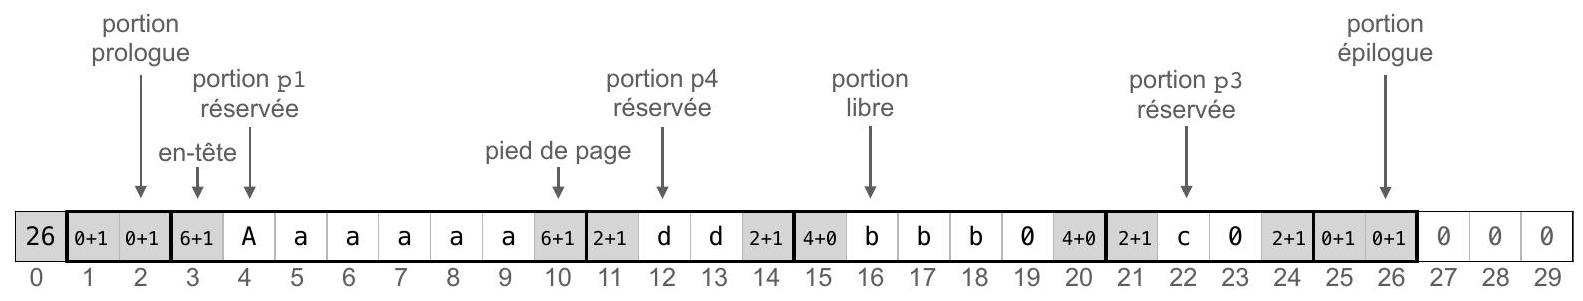 portion
prologue
portion p1
réservée
en-tête
pied de page
portion p4
réservée
portion
libre
portion p3
réservée
portion
épilogue
26 0+1 0+1 6+1 A a a a a a 6+1 2+1 d d 2+1 4+0 b b b 0 4+0 2+1 c 0 2+1 0+1 0+1 0 0 0
0 1 2 3 4 5 6 7 8 9 10 11 12 13 14 15 16 17 18 19 20 21 22 23 24 25 26 27 28 29